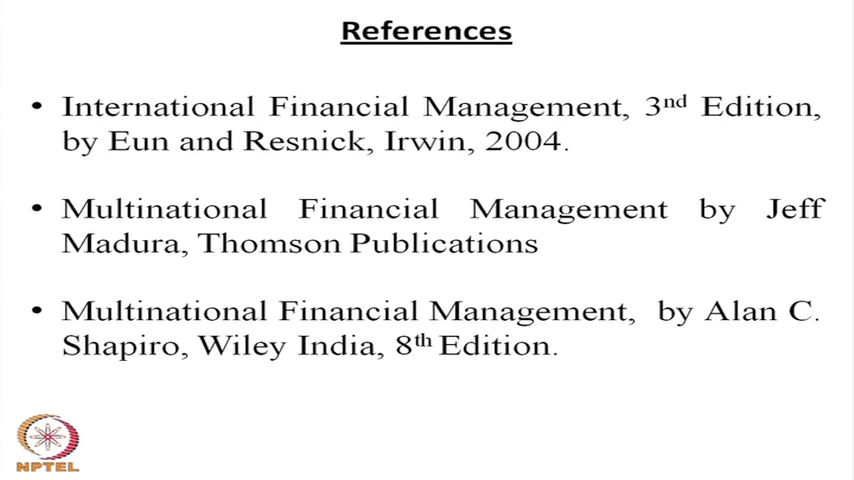 References
• International Financial Management, 3nd Edition,
by Eun and Resnick, Irwin, 2004.
• Multinational Financial Management by Jeff
Madura, Thomson Publications
• Multinational Financial Management, by Alan C.
Shapiro, Wiley India, 8th Edition.
NPTEL